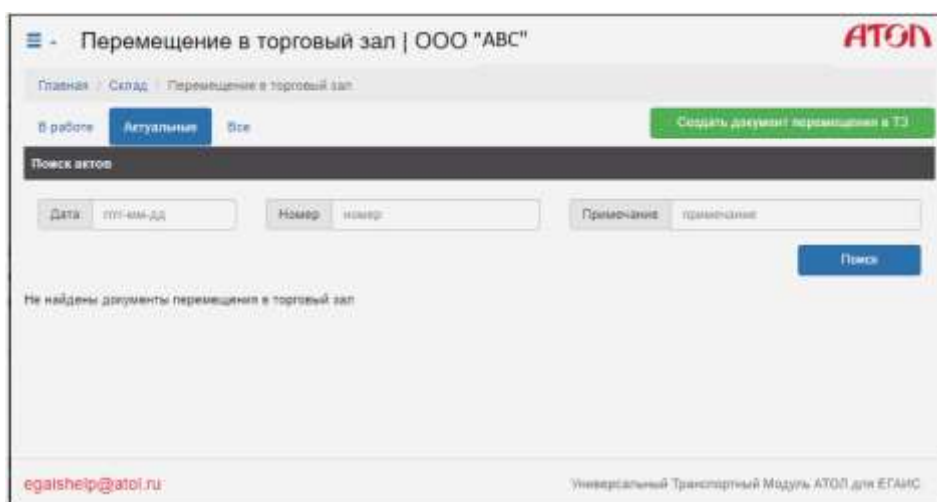 Перемещение в торговый зал | ООО "АВС"
АТОЛ
Главная / Склад / Перемещение в торговый зал
В работе Актуальные Все
Создать документ перемещения в ТЗ
Поиск актов
Дата гггг-мм-дд Номер номер Примечание примечание
Поиск
Не найдены документы перемещения в торговый зал
egaishelp@atol.ru
Универсальный Транспортный Модуль АТОЛ для ЕГАИС